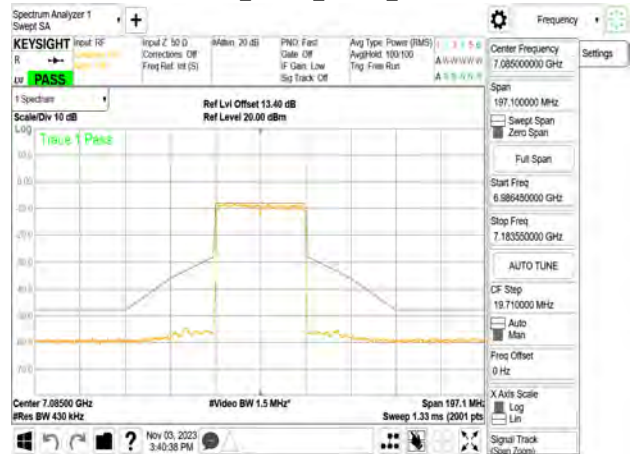 Spectrum Analyzer 1
Swept SA
+
Frequency
KEYSIGHT
Input: RF
R
LV PASS
Input Z: 50 Ω
Corrections: Off
Freq Ref: Int (S)
#Atten: 20 dB
PNO: Fast
Gate: Off
IF Gain: Low
Sig Track: Off
Avg Type: Power (RMS)
Avg|Hold: 100/100
Trig: Free Run
Settings
Center Frequency
7.085000000 GHz
Span
197.100000 MHz
Swept Span
Zero Span
Full Span
Start Freq
6.986450000 GHz
Stop Freq
7.183550000 GHz
AUTO TUNE
CF Step
19.710000 MHz
Auto
Man
Freq Offset
0 Hz
X Axis Scale
Log
Lin
Signal Track
(Span Zoom)
1 Spectrum
Scale/Div 10 dB
Ref Lvl Offset 13.40 dB
Ref Level 20.00 dBm
Log
Trace 1 Pass
10.0
0.00
Center 7.08500 GHz
#Res BW 430 kHz
#Video BW 1.5 MHz*
Span 197.1 MHz
Sweep 1.33 ms (2001 pts
?
Nov 03, 2023
3:40:38 PM